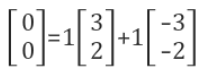 [0 0] = 1 [3 2] + 1 [-3 -2]